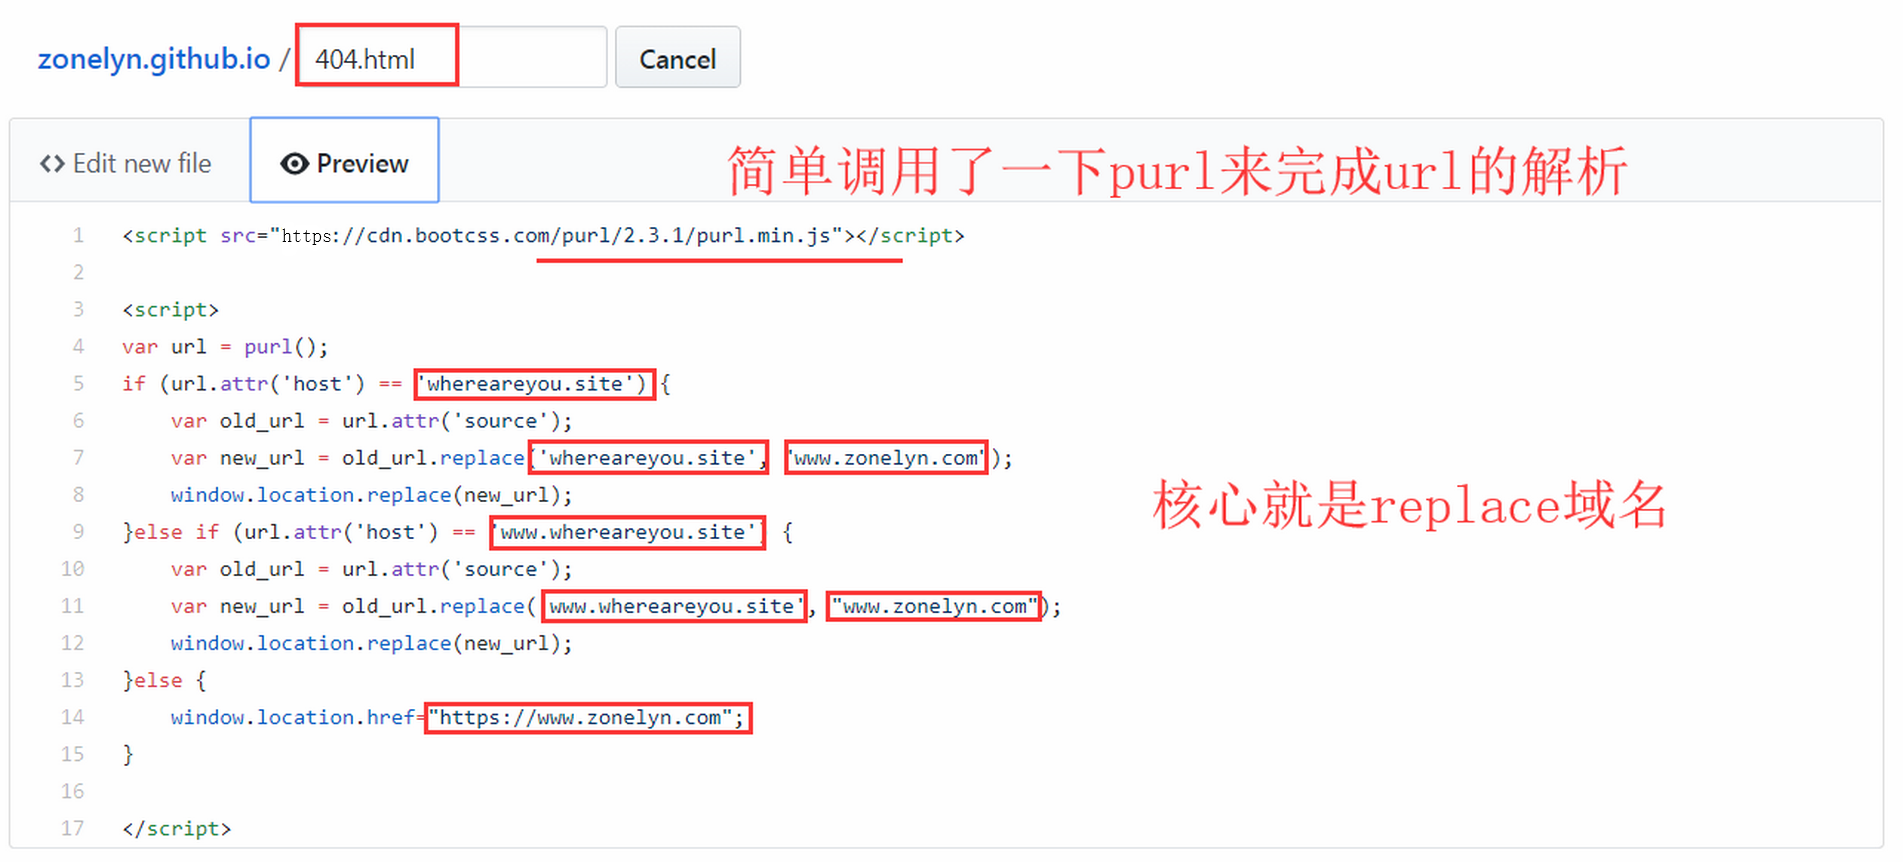 zonelyn.github.io / 404.html Cancel
<> Edit new file Preview
简单调用了一下purl来完成url的解析
1 <script src="https://cdn.bootcss.com/purl/2.3.1/purl.min.js"></script>
2
3 <script>
4 var url = purl();
5 if (url.attr('host') == 'whereareyou.site') {
6 var old_url = url.attr('source');
7 var new_url = old_url.replace('whereareyou.site', 'www.zonelyn.com');
8 window.location.replace(new_url);
核心就是replace域名
9 }else if (url.attr('host') == 'www.whereareyou.site') {
10 var old_url = url.attr('source');
11 var new_url = old_url.replace('www.whereareyou.site', "www.zonelyn.com");
12 window.location.replace(new_url);
13 }else {
14 window.location.href="https://www.zonelyn.com";
15 }
16
17 </script>